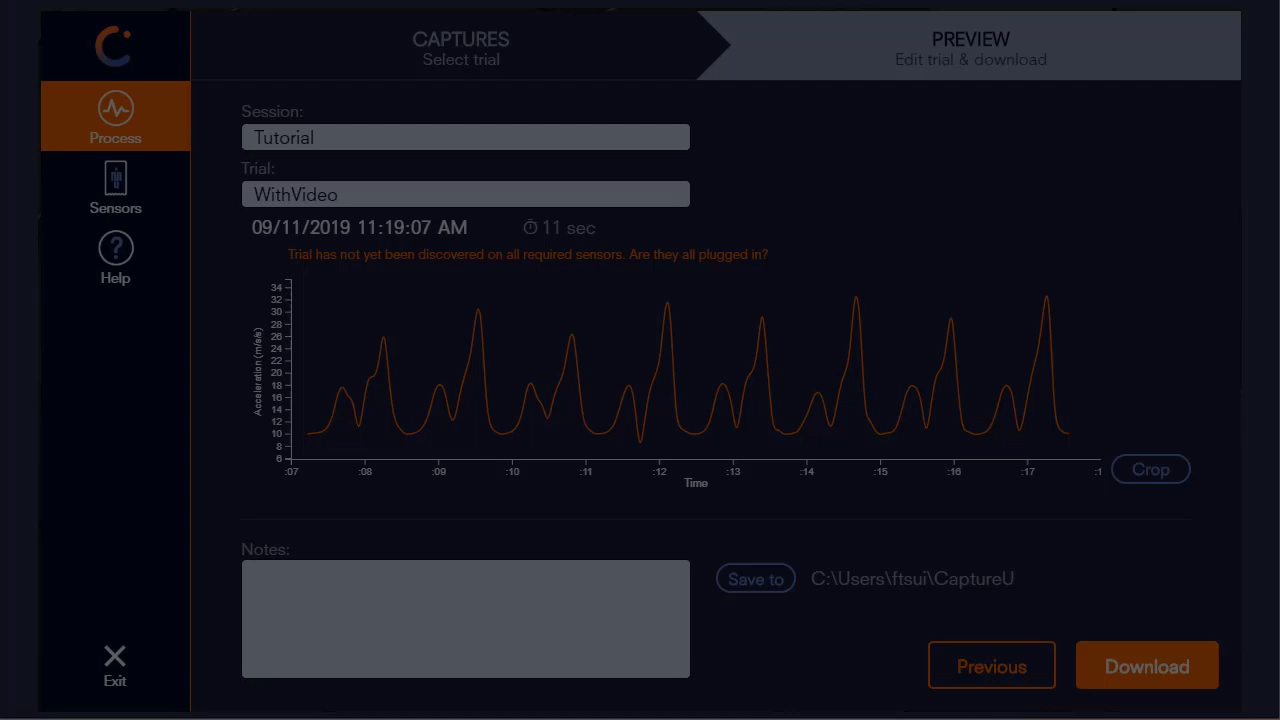 CAPTURES
Select trial
PREVIEW
Edit trial & download
Process
Sensors
Help
Exit
Session:
Tutorial
Trial:
WithVideo
09/11/2019 11:19:07 AM
11 sec
Trial has not yet been discovered on all required sensors. Are they all plugged in?
Acceleration (m/s/s)
34
32
30
28
26
24
22
20
18
16
14
12
10
8
6
:07 :08 :09 :10 :11 :12 :13 :14 :15 :16 :17 :1
Time
Crop
Notes:
Save to
C:\Users\ftsui\CaptureU
Previous
Download